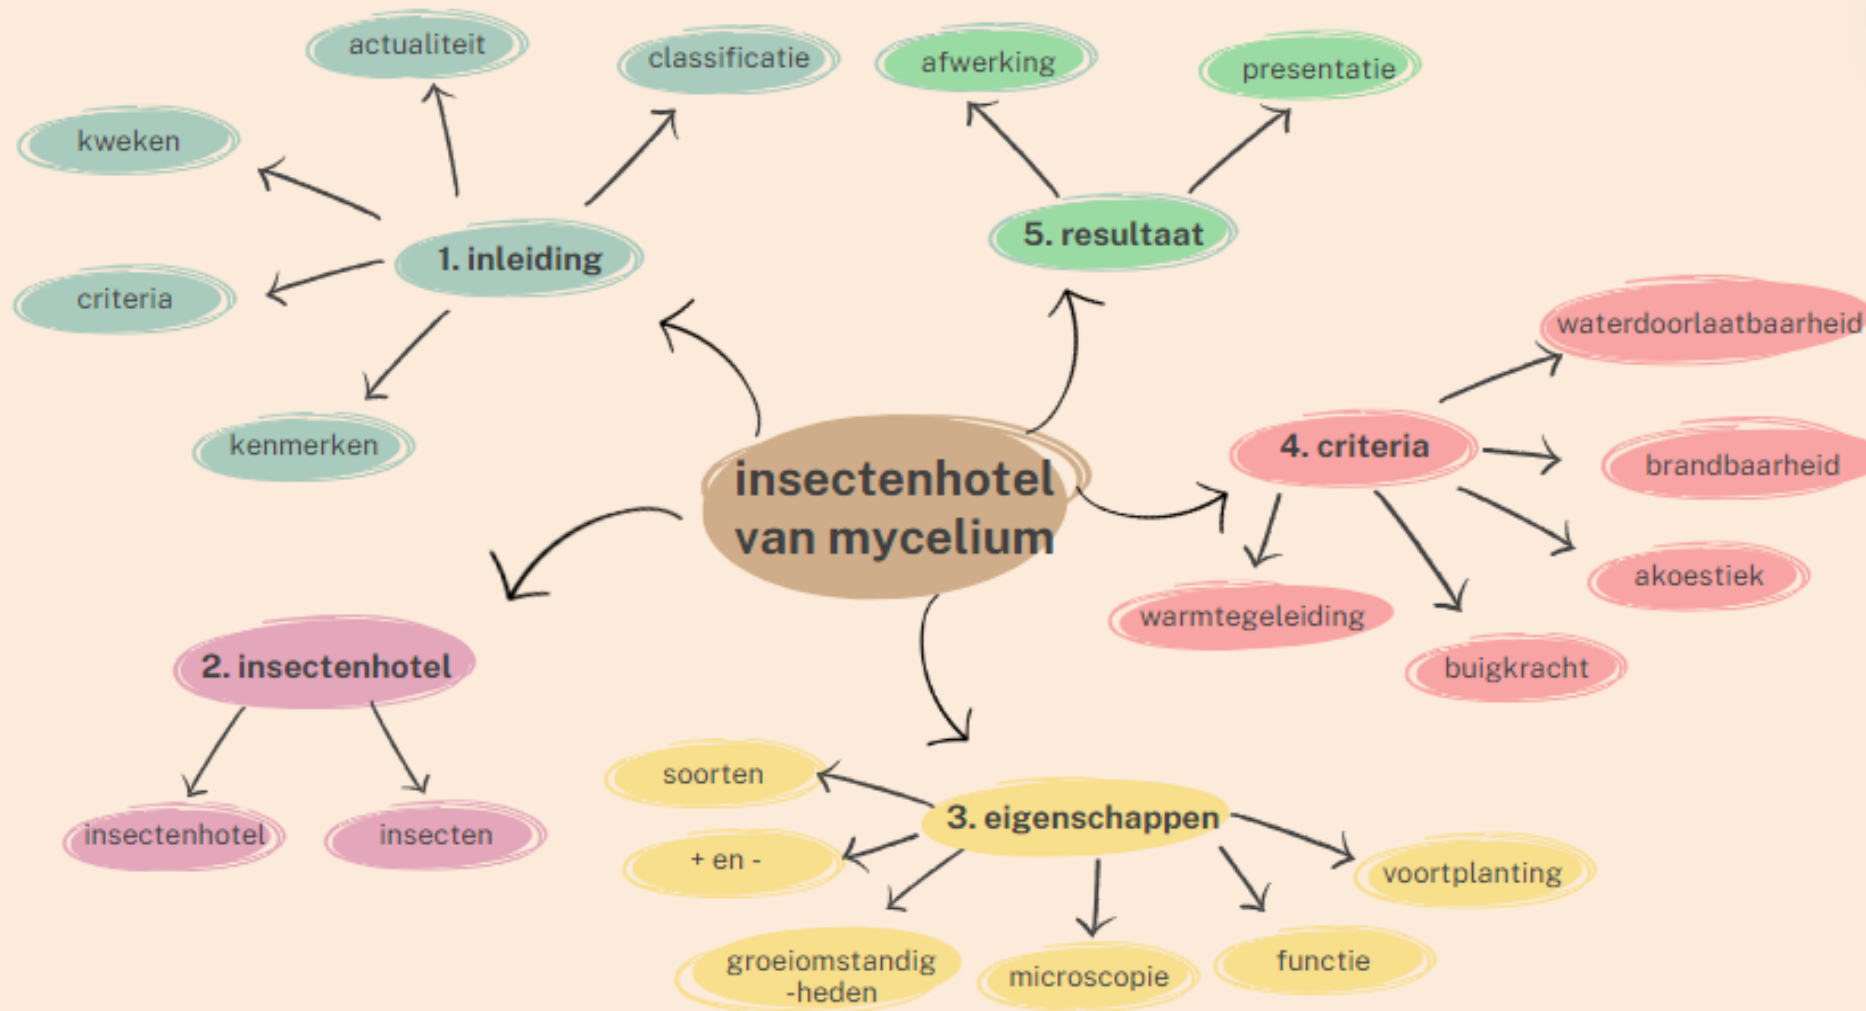 actualiteit
classificatie
kweken
1. inleiding
criteria
kenmerken
afwerking
presentatie
5. resultaat
waterdoorlaatbaarheid
4. criteria
brandbaarheid
akoestiek
warmtegeleiding
buigkracht
insectenhotel
van mycelium
2. insectenhotel
insectenhotel
insecten
soorten
3. eigenschappen
+ en -
voortplanting
groeiomstandig
-heden
microscopie
functie